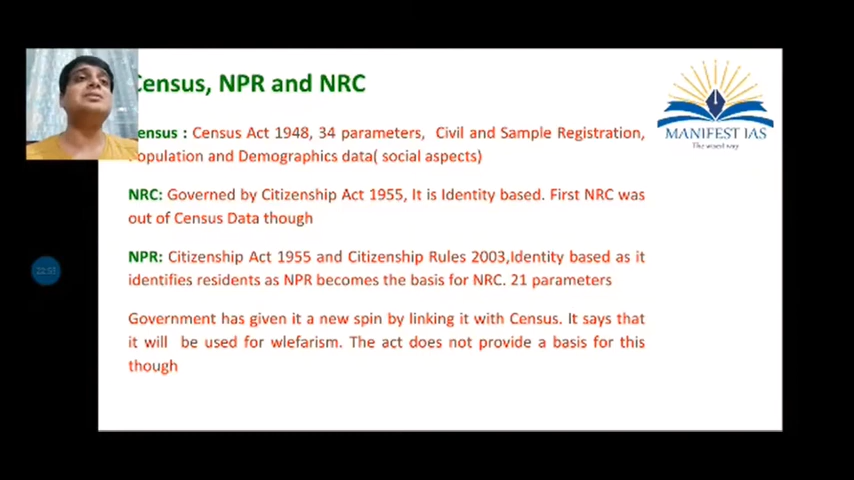 Census, NPR and NRC
Census : Census Act 1948, 34 parameters, Civil and Sample Registration,
Population and Demographics data( social aspects)
NRC: Governed by Citizenship Act 1955, It is Identity based. First NRC was
out of Census Data though
NPR: Citizenship Act 1955 and Citizenship Rules 2003,Identity based as it
identifies residents as NPR becomes the basis for NRC. 21 parameters
Government has given it a new spin by linking it with Census. It says that
it will be used for wlefarism. The act does not provide a basis for this
though
MANIFEST IAS
22:51